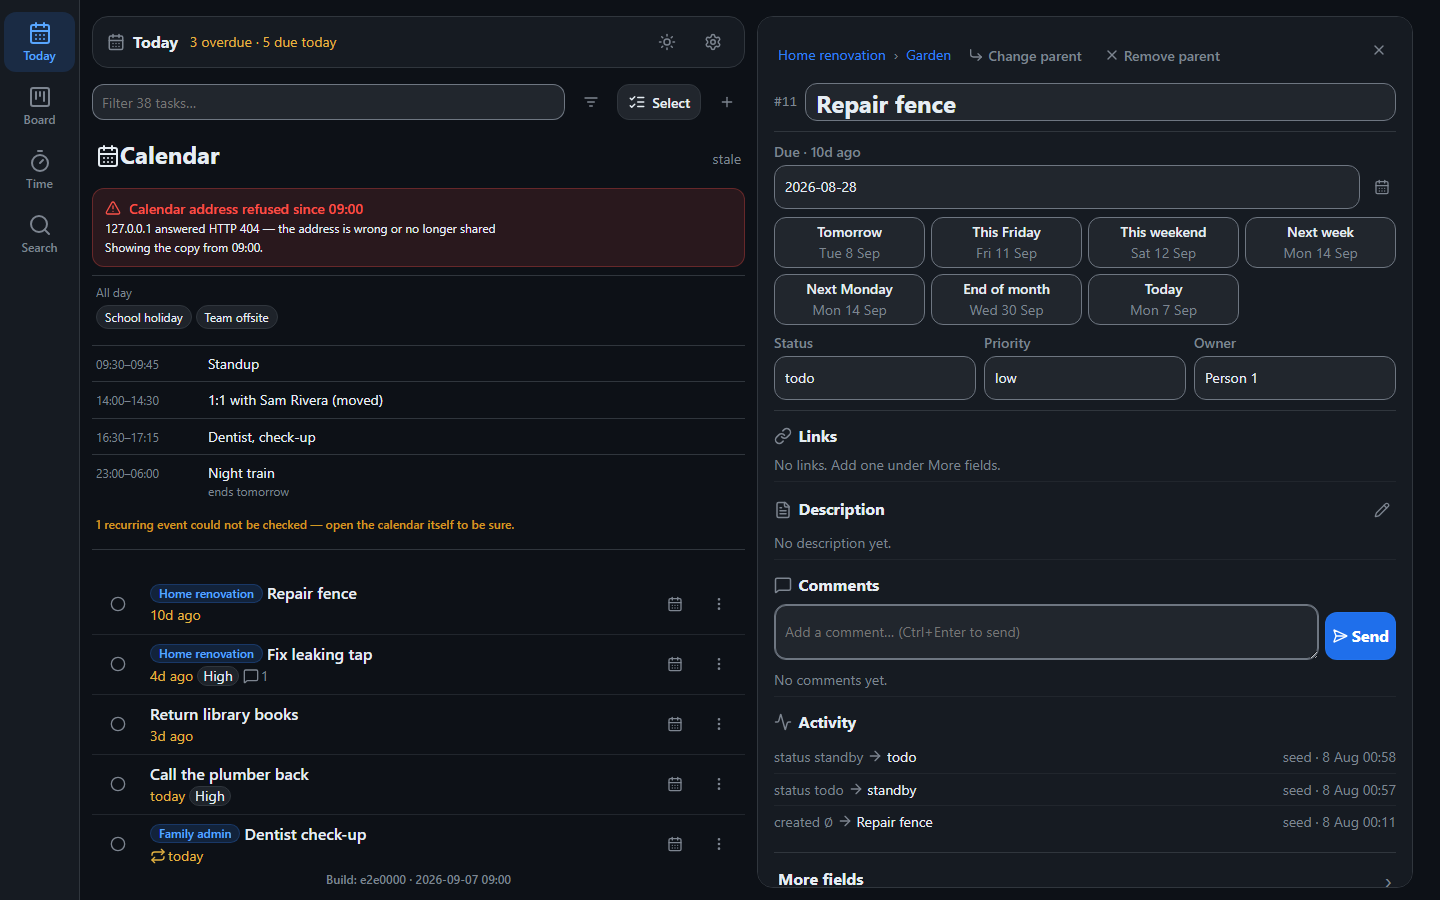 Today
Board
Time
Search
Today 3 overdue · 5 due today
Filter 38 tasks...
Select
Calendar
stale
Calendar address refused since 09:00
127.0.0.1 answered HTTP 404 — the address is wrong or no longer shared
Showing the copy from 09:00.
All day
School holiday Team offsite
09:30–09:45 Standup
14:00–14:30 1:1 with Sam Rivera (moved)
16:30–17:15 Dentist, check-up
23:00–06:00 Night train
ends tomorrow
1 recurring event could not be checked — open the calendar itself to be sure.
Home renovation Repair fence
10d ago
Home renovation Fix leaking tap
4d ago High 1
Return library books
3d ago
Call the plumber back
today High
Family admin Dentist check-up
today
Build: e2e0000 · 2026-09-07 09:00
Home renovation › Garden Change parent Remove parent
#11 Repair fence
Due · 10d ago
2026-08-28
Tomorrow This Friday This weekend Next week
Tue 8 Sep Fri 11 Sep Sat 12 Sep Mon 14 Sep
Next Monday End of month Today
Mon 14 Sep Wed 30 Sep Mon 7 Sep
Status Priority Owner
todo low Person 1
Links
No links. Add one under More fields.
Description
No description yet.
Comments
Add a comment... (Ctrl+Enter to send)
Send
No comments yet.
Activity
status standby → todo seed · 8 Aug 00:58
status todo → standby seed · 8 Aug 00:57
created ∅ → Repair fence seed · 8 Aug 00:11
More fields